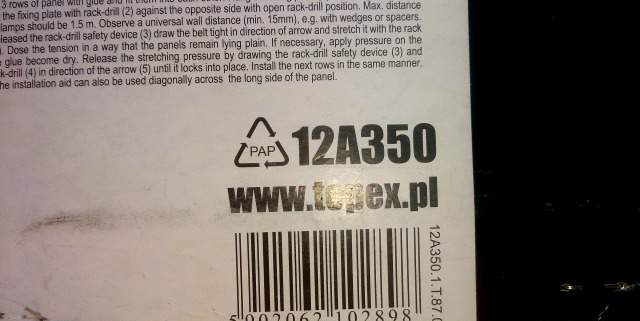 3 rows of panel with glue and fit them into each
the fixing plate with rack-drill (2) against the opposite side with open rack-drill position. Max. distance
lamps should be 1.5 m. Observe a universal wall distance (min. 15mm), e.g. with wedges or spacers.
leased the rack-drill safety device (3) draw the belt tight in direction of arrow and stretch it with the rack
). Dose the tension in a way that the panels remain lying plain. If necessary, apply pressure on the
glue become dry. Release the stretching pressure by drawing the rack-drill safety device (3) and
k-drill (4) in direction of the arrow (5) until it locks into place. Install the next rows in the same manner.
he installation aid can also be used diagonally across the long side of the panel.
PAP 12A350
www.topex.pl
12A350.1.T.87.0
5 902062 102898